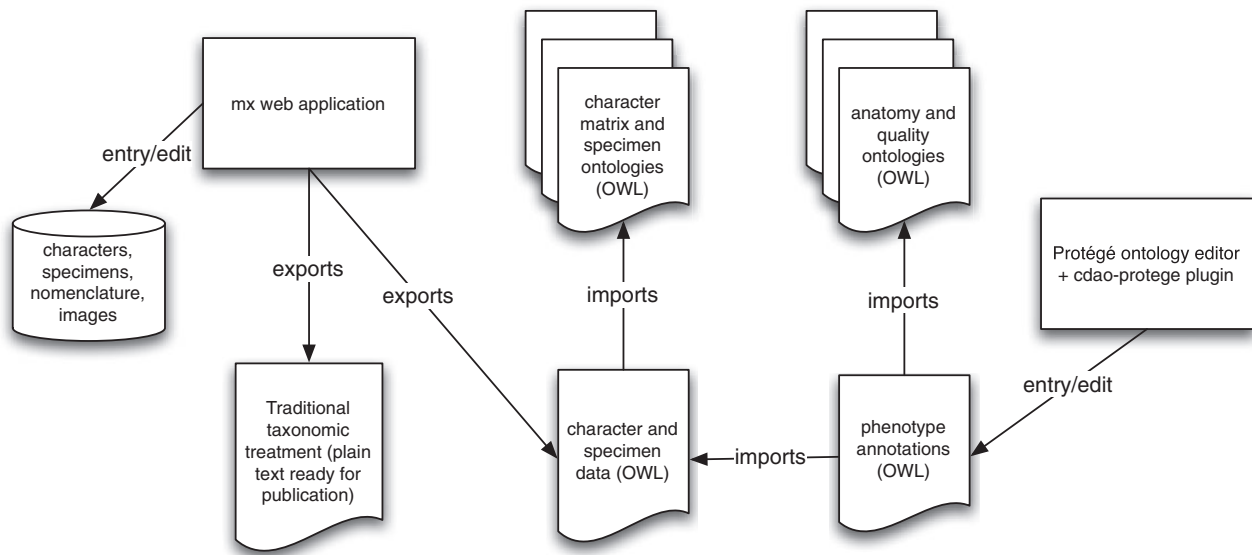 mx web application
character
matrix and
specimen
ontologies
(OWL)
anatomy and
quality
ontologies
(OWL)
entry/edit
characters,
specimens,
nomenclature,
images
exports
exports
imports
imports
Protégé ontology editor
+ cdao-protege plugin
entry/edit
Traditional
taxonomic
treatment (plain
text ready for
publication)
character and
specimen
data (OWL)
imports
phenotype
annotations
(OWL)